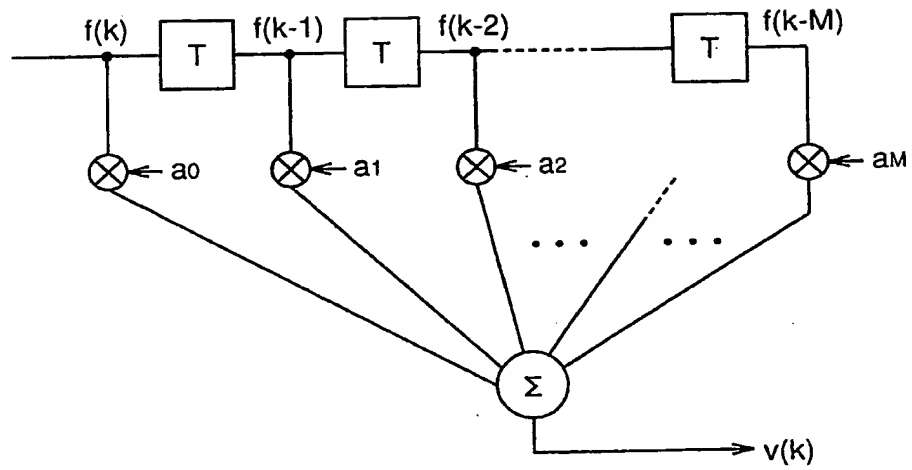 f(k) f(k-1) f(k-2) f(k-M)
T T T
a0 a1 a2 aM
Σ
v(k)